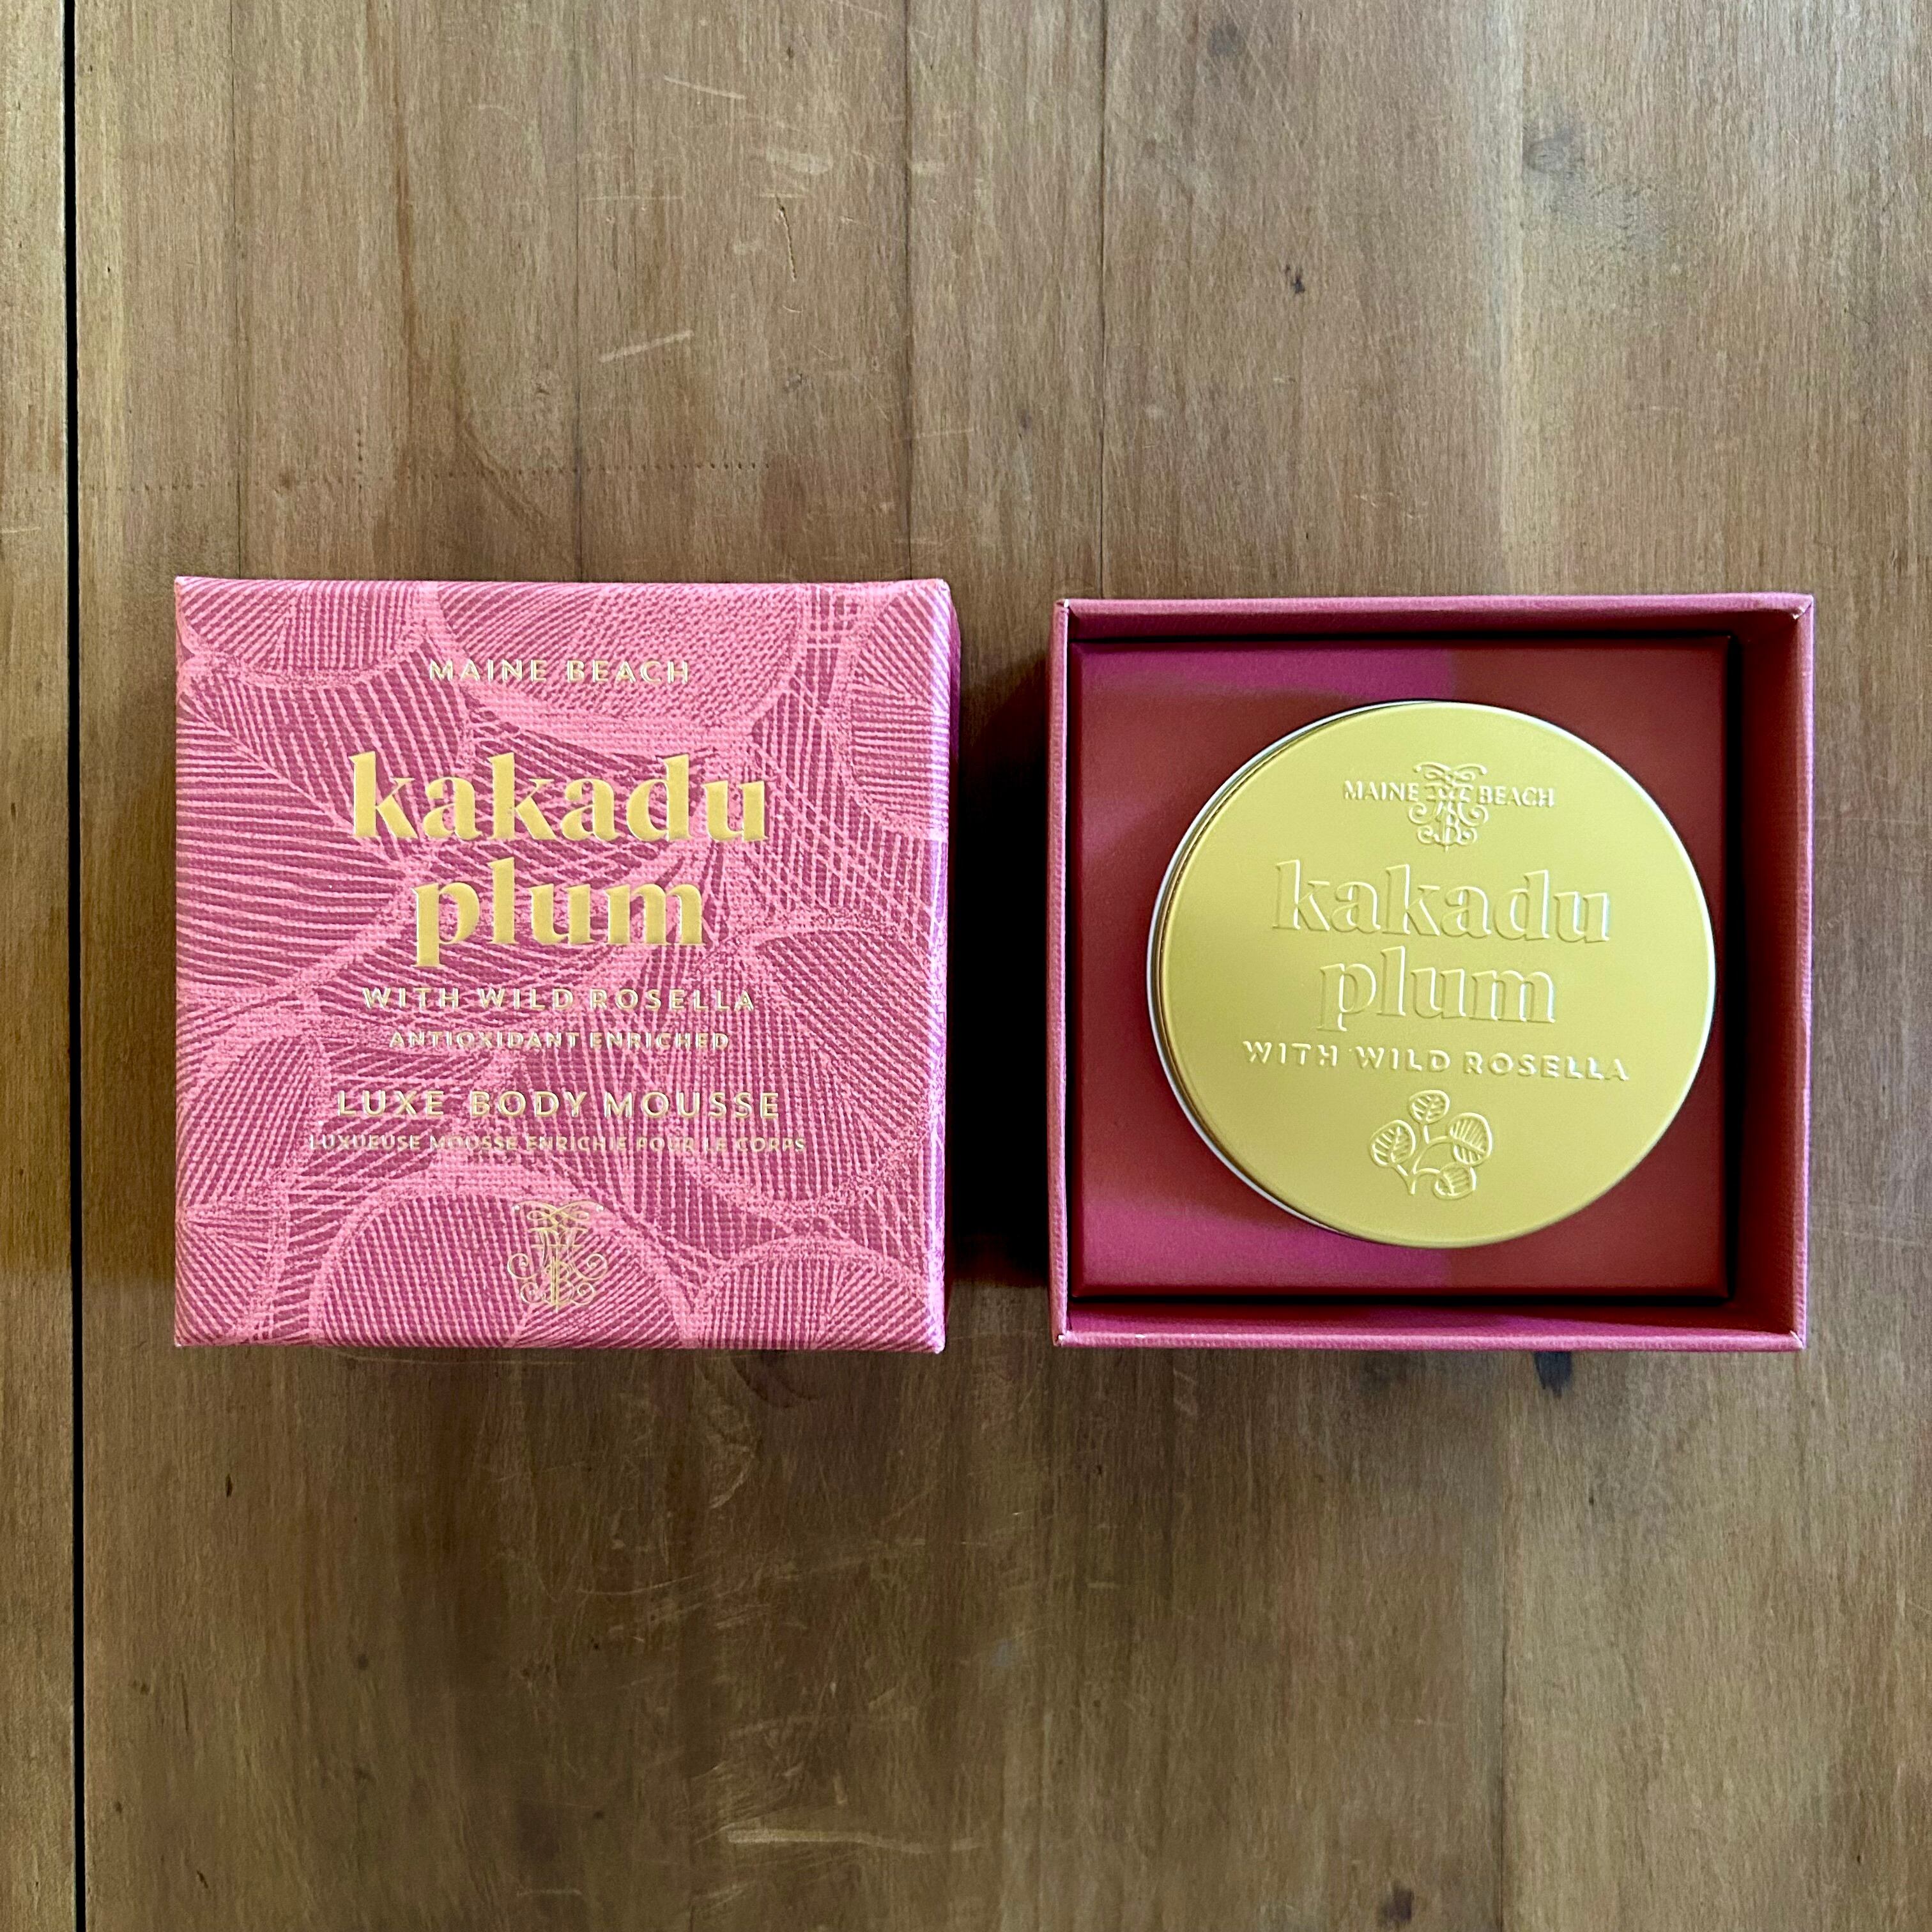 MAINE BEACH
kakadu
plum
WITH WILD ROSELLA
ANTIOXIDANT ENRICHED
LUXE BODY MOUSSE
LUXUEUSE MOUSSE ENRICHIE POUR LE CORPS
MAINE BEACH
kakadu
plum
WITH WILD ROSELLA